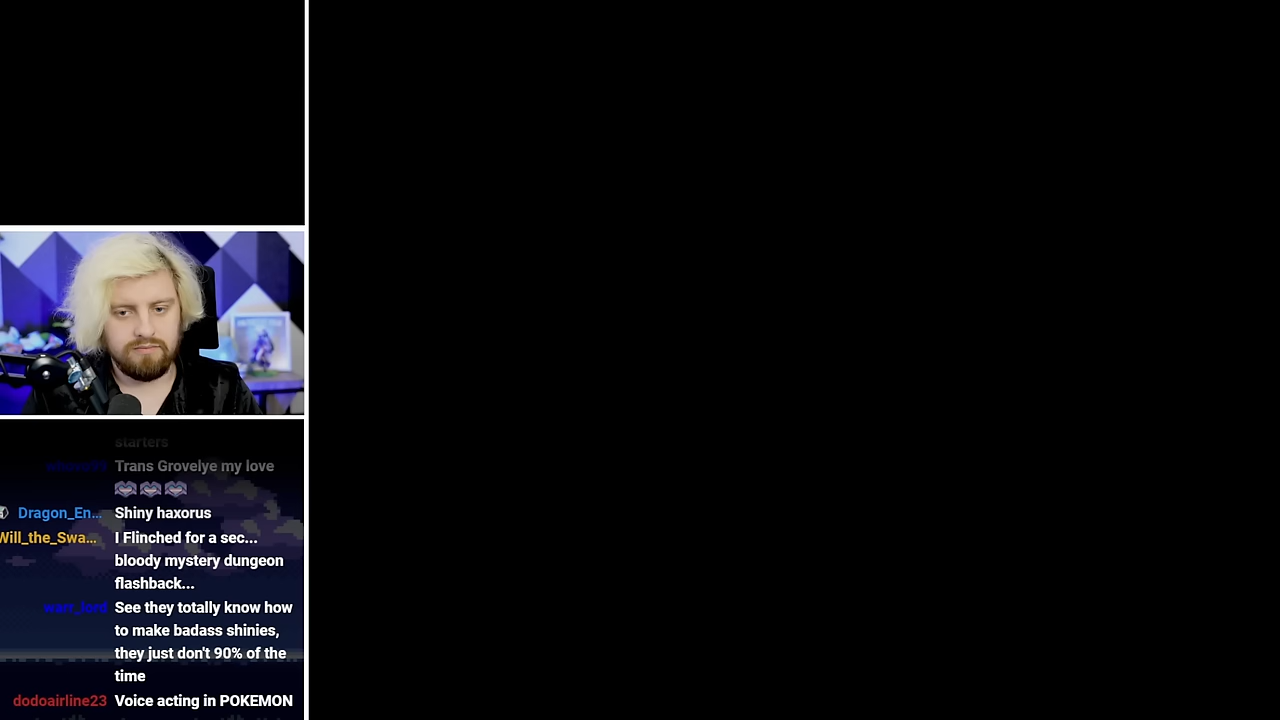 starters
Trans Grovelye my love
Dragon_En... Shiny haxorus
Will_the_Swa... I Flinched for a sec...
bloody mystery dungeon
flashback...
warr_lord See they totally know how
to make badass shinies,
they just don't 90% of the
time
dodoairline23 Voice acting in POKEMON